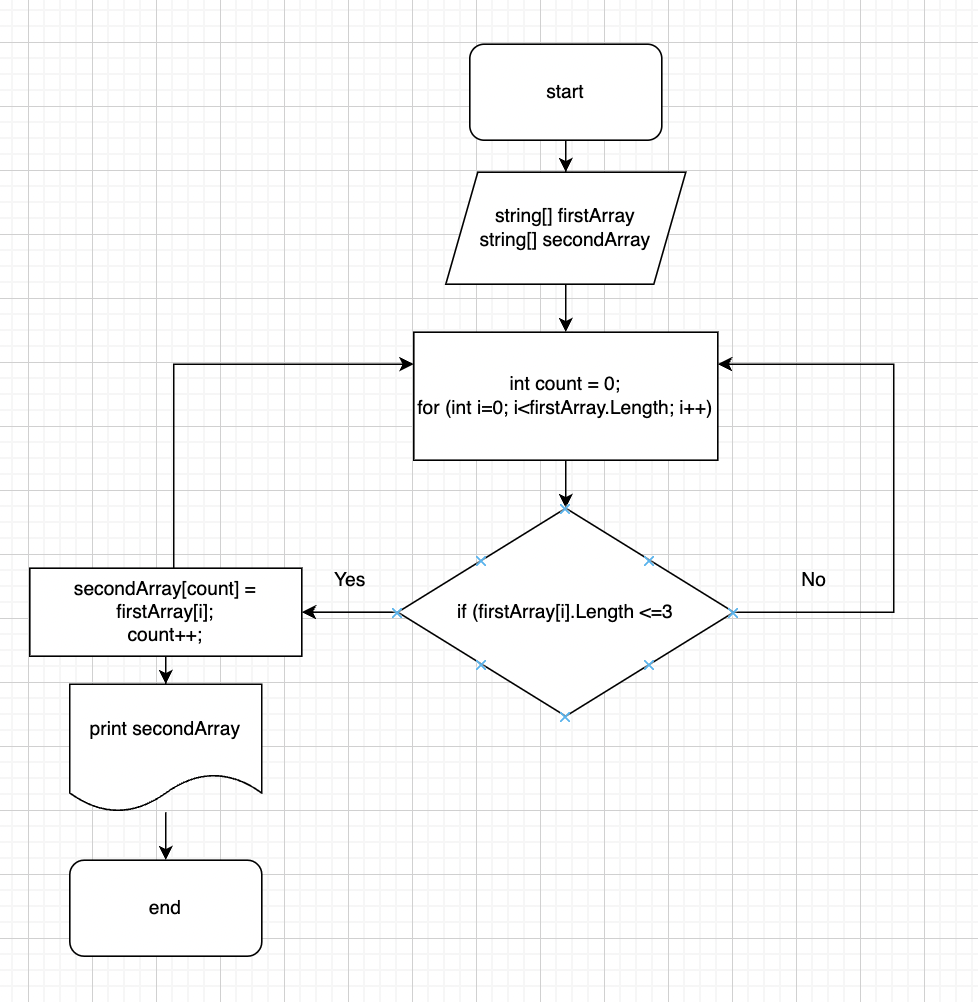 start
string[] firstArray
string[] secondArray
int count = 0;
for (int i=0; i<firstArray.Length; i++)
if (firstArray[i].Length <=3
Yes
No
secondArray[count] =
firstArray[i];
count++;
print secondArray
end